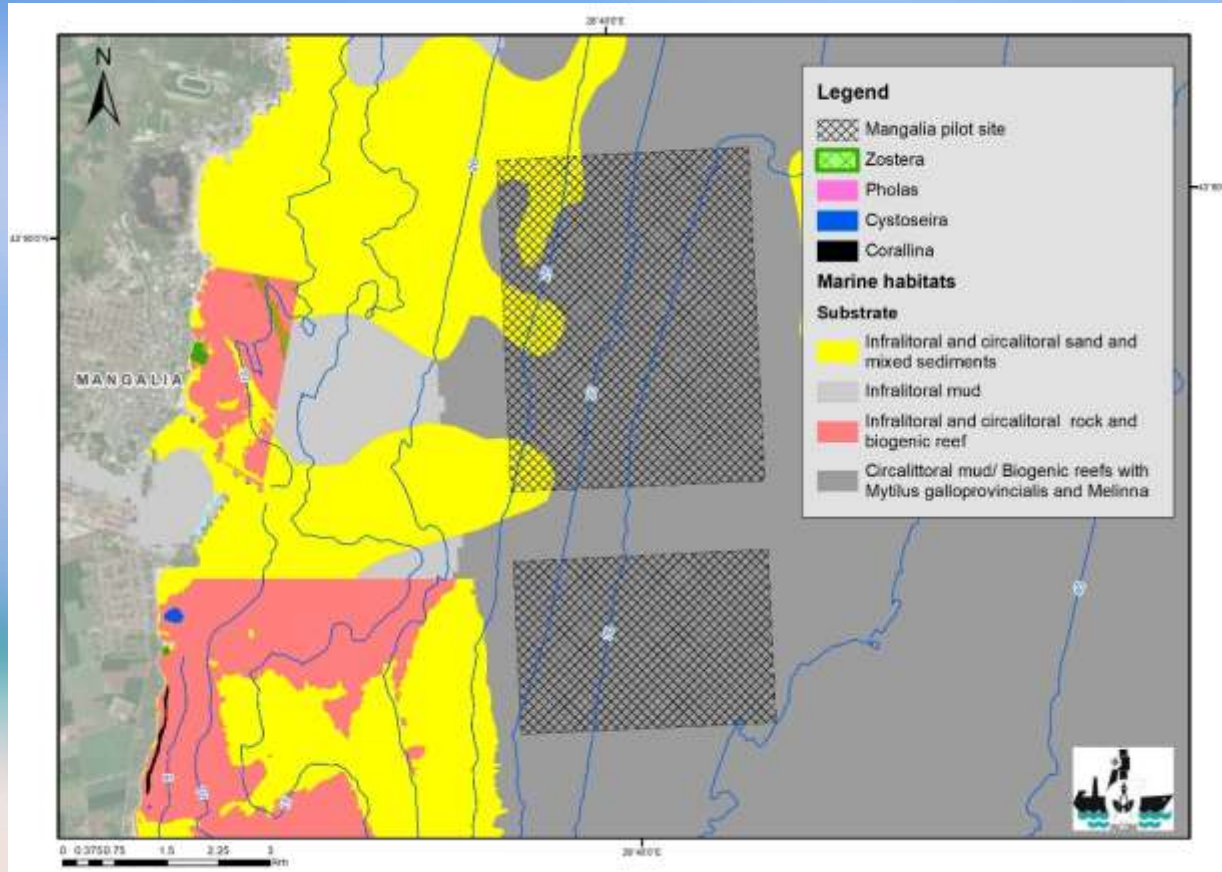 N
Legend
Mangalia pilot site
Zostera
Pholas
Cystoseira
Corallina
Marine habitats
Substrate
Infralitoral and circalitoral sand and
mixed sediments
Infralitoral mud
Infralitoral and circalitoral rock and
biogenic reef
Circalittoral mud/ Biogenic reefs with
Mytilus galloprovincialis and Melinna
MANGALIA
0 0.375 0.75 1.5 2.25 3
Km